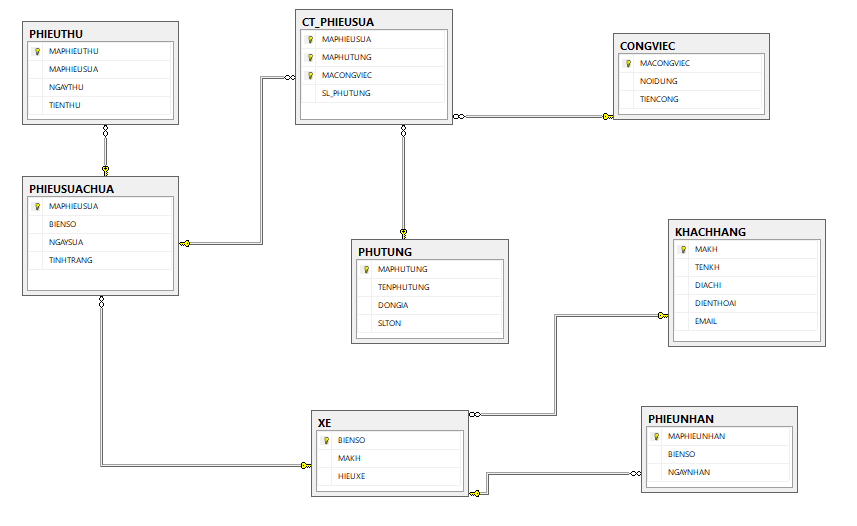 PHIEUTHU
MAPHIEUTHU
MAPHIEUSUA
NGAYTHU
TIENTHU
CT_PHIEUSUA
MAPHIEUSUA
MAPHUTUNG
MACONGVIEC
SL_PHUTUNG
CONGVIEC
MACONGVIEC
NOIDUNG
TIENCONG
PHIEUSUACHUA
MAPHIEUSUA
BIENSO
NGAYSUA
TINHTRANG
PHUTUNG
MAPHUTUNG
TENPHUTUNG
DONGIA
SLTON
KHACHHANG
MAKH
TENKH
DIACHI
DIENTHOAI
EMAIL
XE
BIENSO
MAKH
HIEUXE
PHIEUNHAN
MAPHIEUNHAN
BIENSO
NGAYNHAN